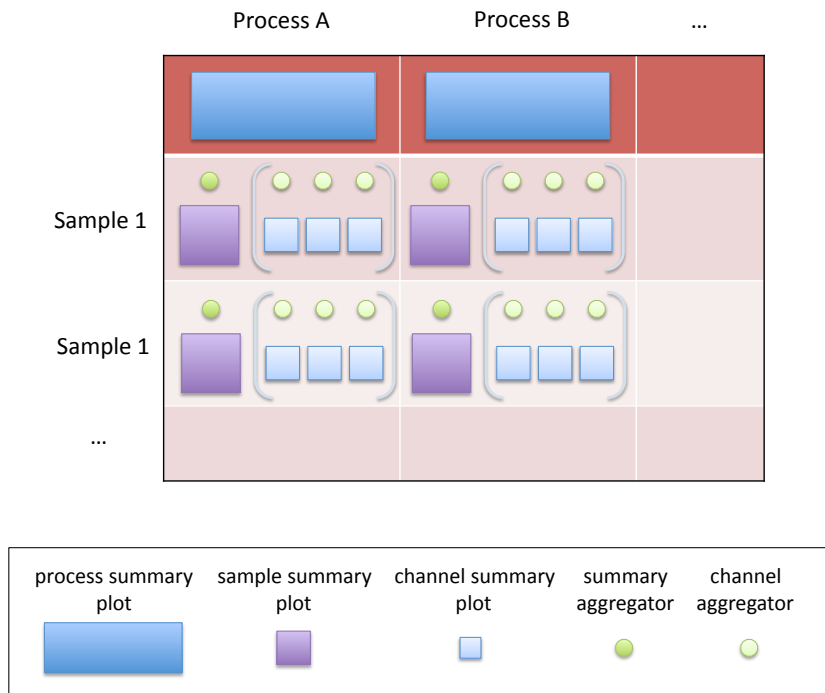 Process A
Process B
…
Sample 1
Sample 1
…
process summary
plot
sample summary
plot
channel summary
plot
summary
aggregator
channel
aggregator